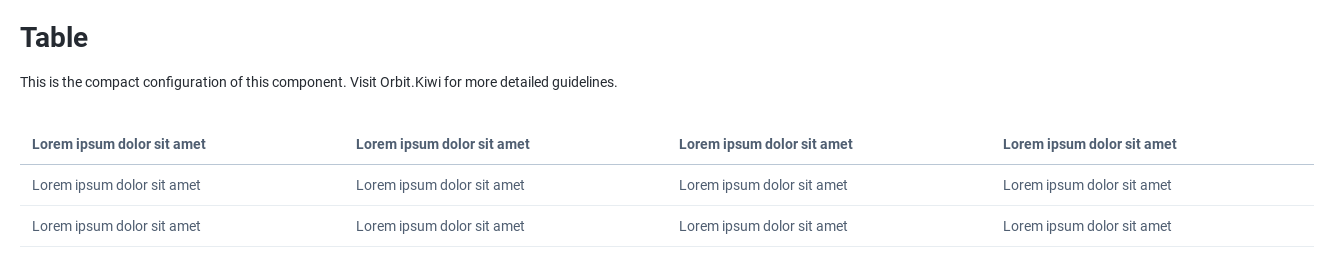 Table
This is the compact configuration of this component. Visit Orbit.Kiwi for more detailed guidelines.
Lorem ipsum dolor sit amet Lorem ipsum dolor sit amet Lorem ipsum dolor sit amet Lorem ipsum dolor sit amet
Lorem ipsum dolor sit amet Lorem ipsum dolor sit amet Lorem ipsum dolor sit amet Lorem ipsum dolor sit amet
Lorem ipsum dolor sit amet Lorem ipsum dolor sit amet Lorem ipsum dolor sit amet Lorem ipsum dolor sit amet